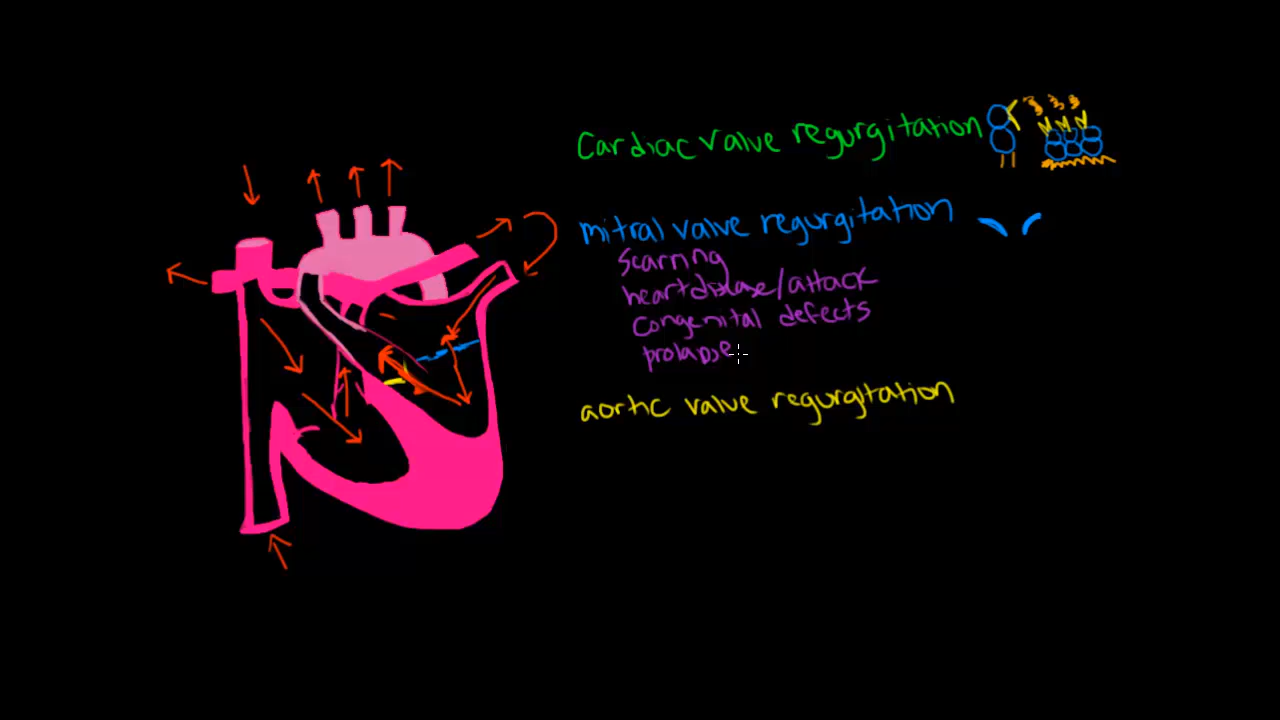 Cardiac valve regurgitation
mitral valve regurgitation
Scarring
heart disease/attack
Congenital defects
prolapse
aortic valve regurgitation